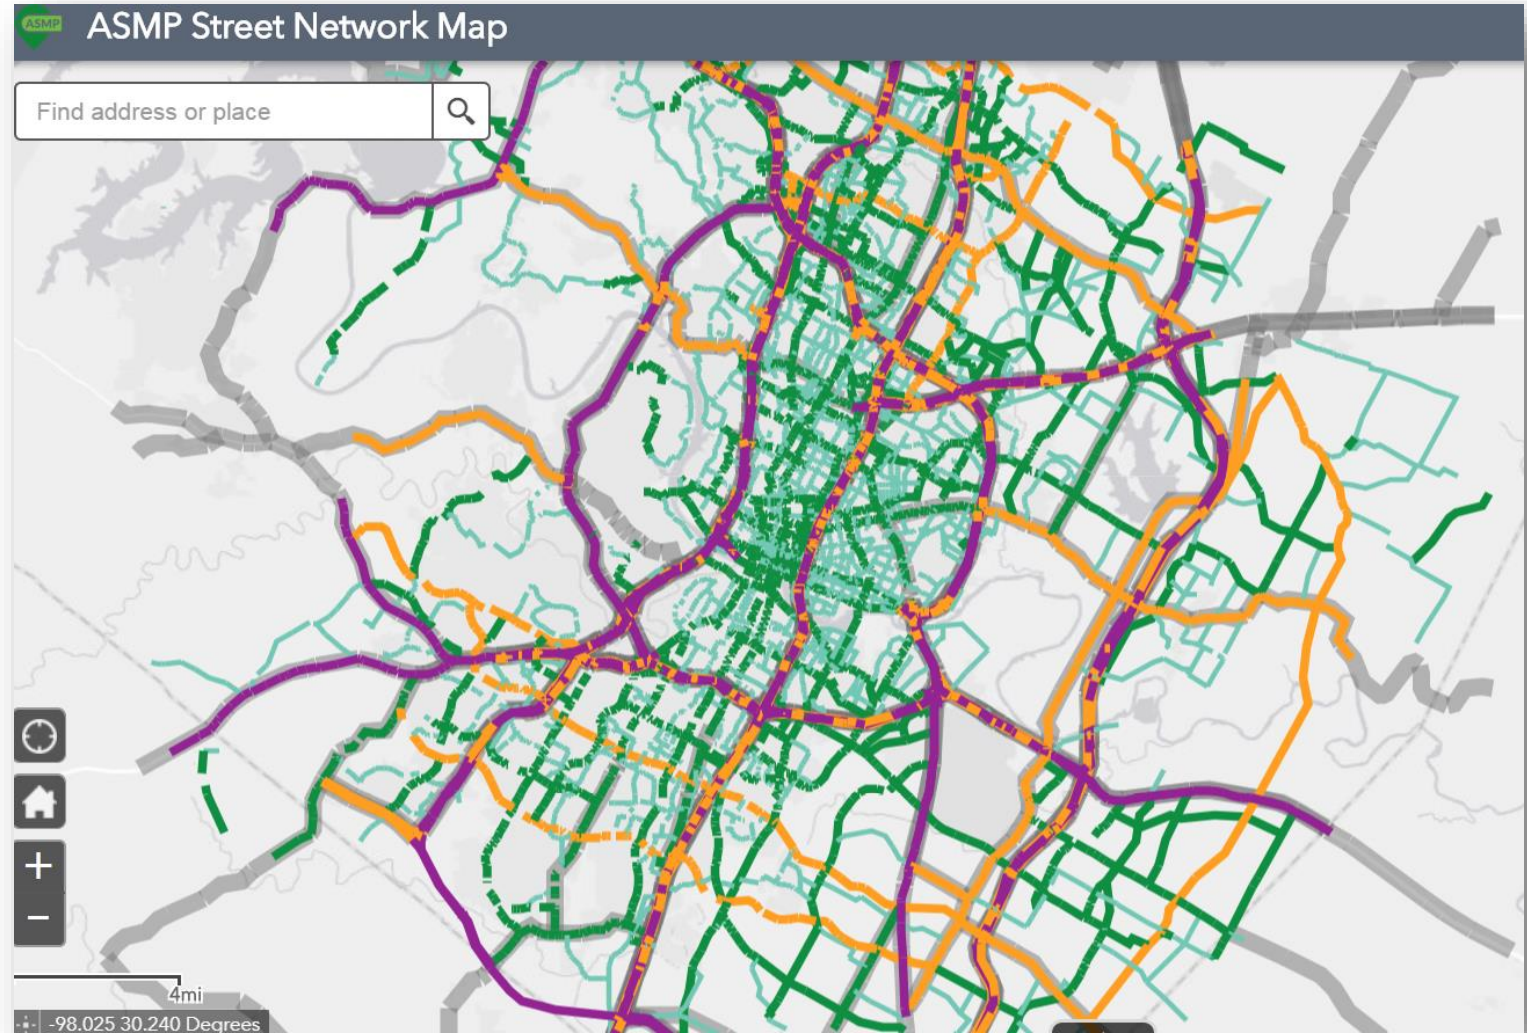 ASMP
ASMP Street Network Map
Find address or place
+
−
4mi
-98.025 30.240 Degrees